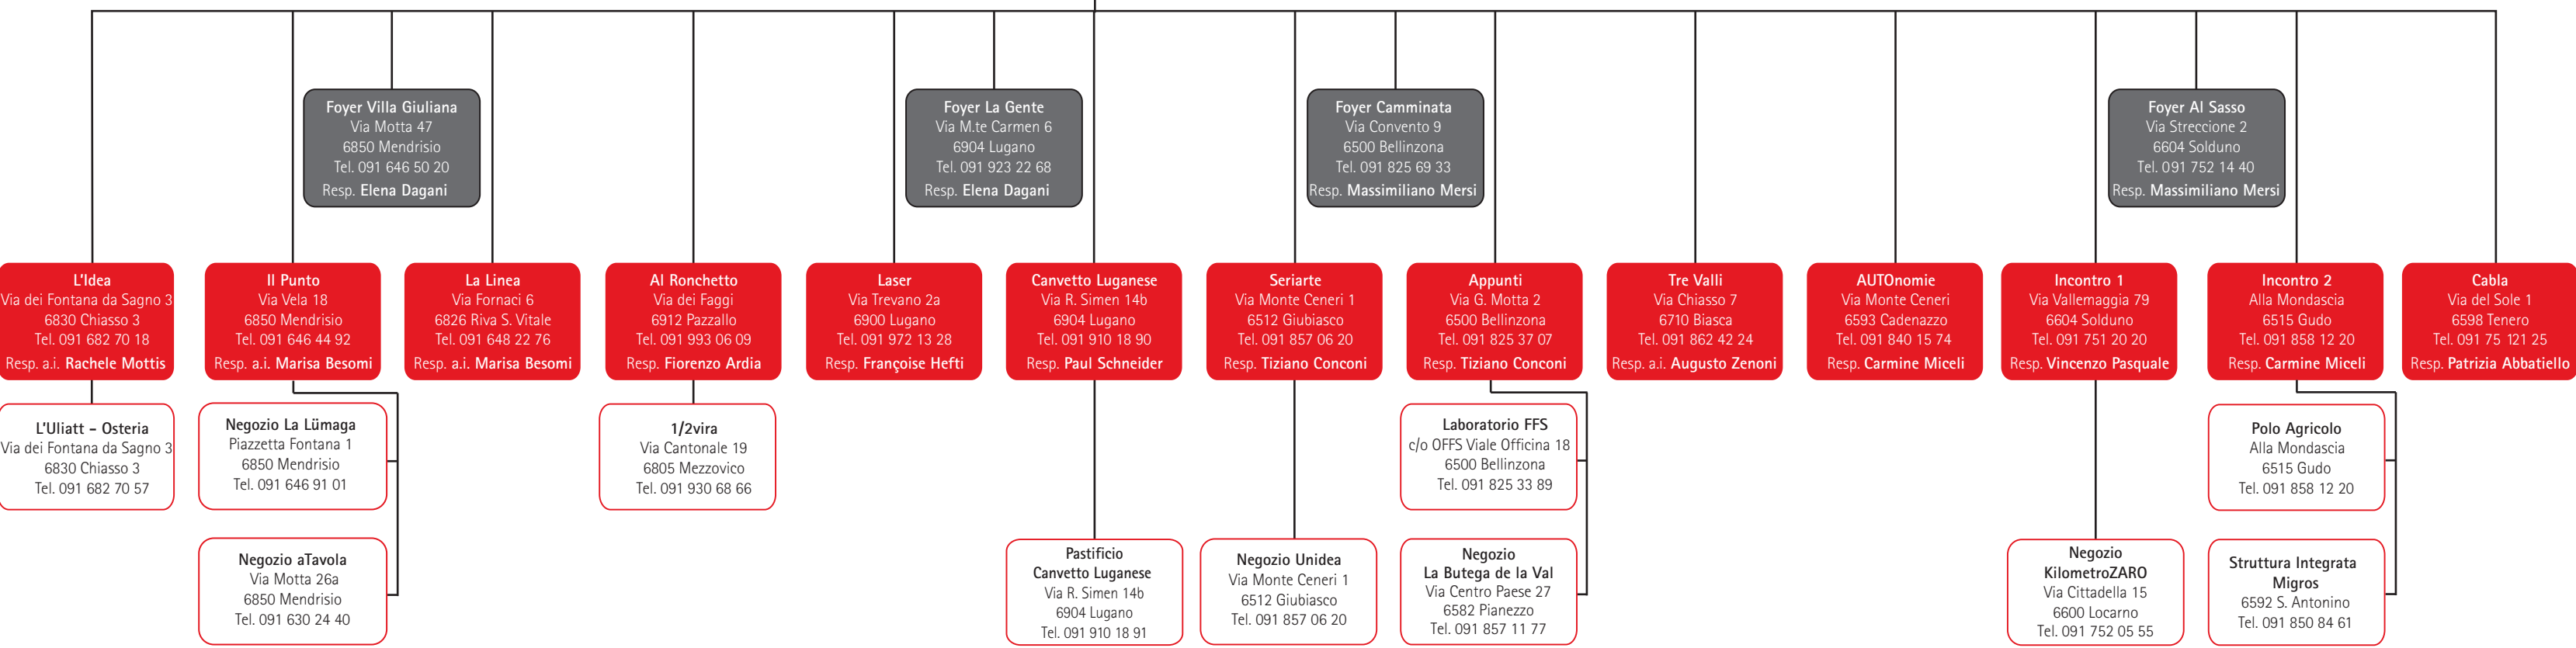 Foyer Villa Giuliana
Via Motta 47
6850 Mendrisio
Tel. 091 646 50 20
Resp. Elena Dagani
Foyer La Gente
Via M.te Carmen 6
6904 Lugano
Tel. 091 923 22 68
Resp. Elena Dagani
Foyer Camminata
Via Convento 9
6500 Bellinzona
Tel. 091 825 69 33
Resp. Massimiliano Mersi
Foyer Al Sasso
Via Streccione 2
6604 Solduno
Tel. 091 752 14 40
Resp. Massimiliano Mersi
L'Idea
Via dei Fontana da Sagno 3
6830 Chiasso 3
Tel. 091 682 70 18
Resp. a.i. Rachele Mottis
Il Punto
Via Vela 18
6850 Mendrisio
Tel. 091 646 44 92
Resp. a.i. Marisa Besomi
La Linea
Via Fornaci 6
6826 Riva S. Vitale
Tel. 091 648 22 76
Resp. a.i. Marisa Besomi
Al Ronchetto
Via dei Faggi
6912 Pazzallo
Tel. 091 993 06 09
Resp. Fiorenzo Ardia
Laser
Via Trevano 2a
6900 Lugano
Tel. 091 972 13 28
Resp. Françoise Hefti
Canvetto Luganese
Via R. Simen 14b
6904 Lugano
Tel. 091 910 18 90
Resp. Paul Schneider
Seriarte
Via Monte Ceneri 1
6512 Giubiasco
Tel. 091 857 06 20
Resp. Tiziano Conconi
Appunti
Via G. Motta 2
6500 Bellinzona
Tel. 091 825 37 07
Resp. Tiziano Conconi
Tre Valli
Via Chiasso 7
6710 Biasca
Tel. 091 862 42 24
Resp. a.i. Augusto Zenoni
AUTOnomie
Via Monte Ceneri
6593 Cadenazzo
Tel. 091 840 15 74
Resp. Carmine Miceli
Incontro 1
Via Vallemaggia 79
6604 Solduno
Tel. 091 751 20 20
Resp. Vincenzo Pasquale
Incontro 2
Alla Mondascia
6515 Gudo
Tel. 091 858 12 20
Resp. Carmine Miceli
Cabla
Via del Sole 1
6598 Tenero
Tel. 091 75 121 25
Resp. Patrizia Abbatiello
L'Uliatt - Osteria
Via dei Fontana da Sagno 3
6830 Chiasso 3
Tel. 091 682 70 57
Negozio La Lümaga
Piazzetta Fontana 1
6850 Mendrisio
Tel. 091 646 91 01
1/2vira
Via Cantonale 19
6805 Mezzovico
Tel. 091 930 68 66
Laboratorio FFS
c/o OFFS Viale Officina 18
6500 Bellinzona
Tel. 091 825 33 89
Polo Agricolo
Alla Mondascia
6515 Gudo
Tel. 091 858 12 20
Negozio aTavola
Via Motta 26a
6850 Mendrisio
Tel. 091 630 24 40
Pastificio
Canvetto Luganese
Via R. Simen 14b
6904 Lugano
Tel. 091 910 18 91
Negozio Unidea
Via Monte Ceneri 1
6512 Giubiasco
Tel. 091 857 06 20
Negozio
La Butega de la Val
Via Centro Paese 27
6582 Pianezzo
Tel. 091 857 11 77
Negozio
KilometroZARO
Via Cittadella 15
6600 Locarno
Tel. 091 752 05 55
Struttura Integrata
Migros
6592 S. Antonino
Tel. 091 850 84 61